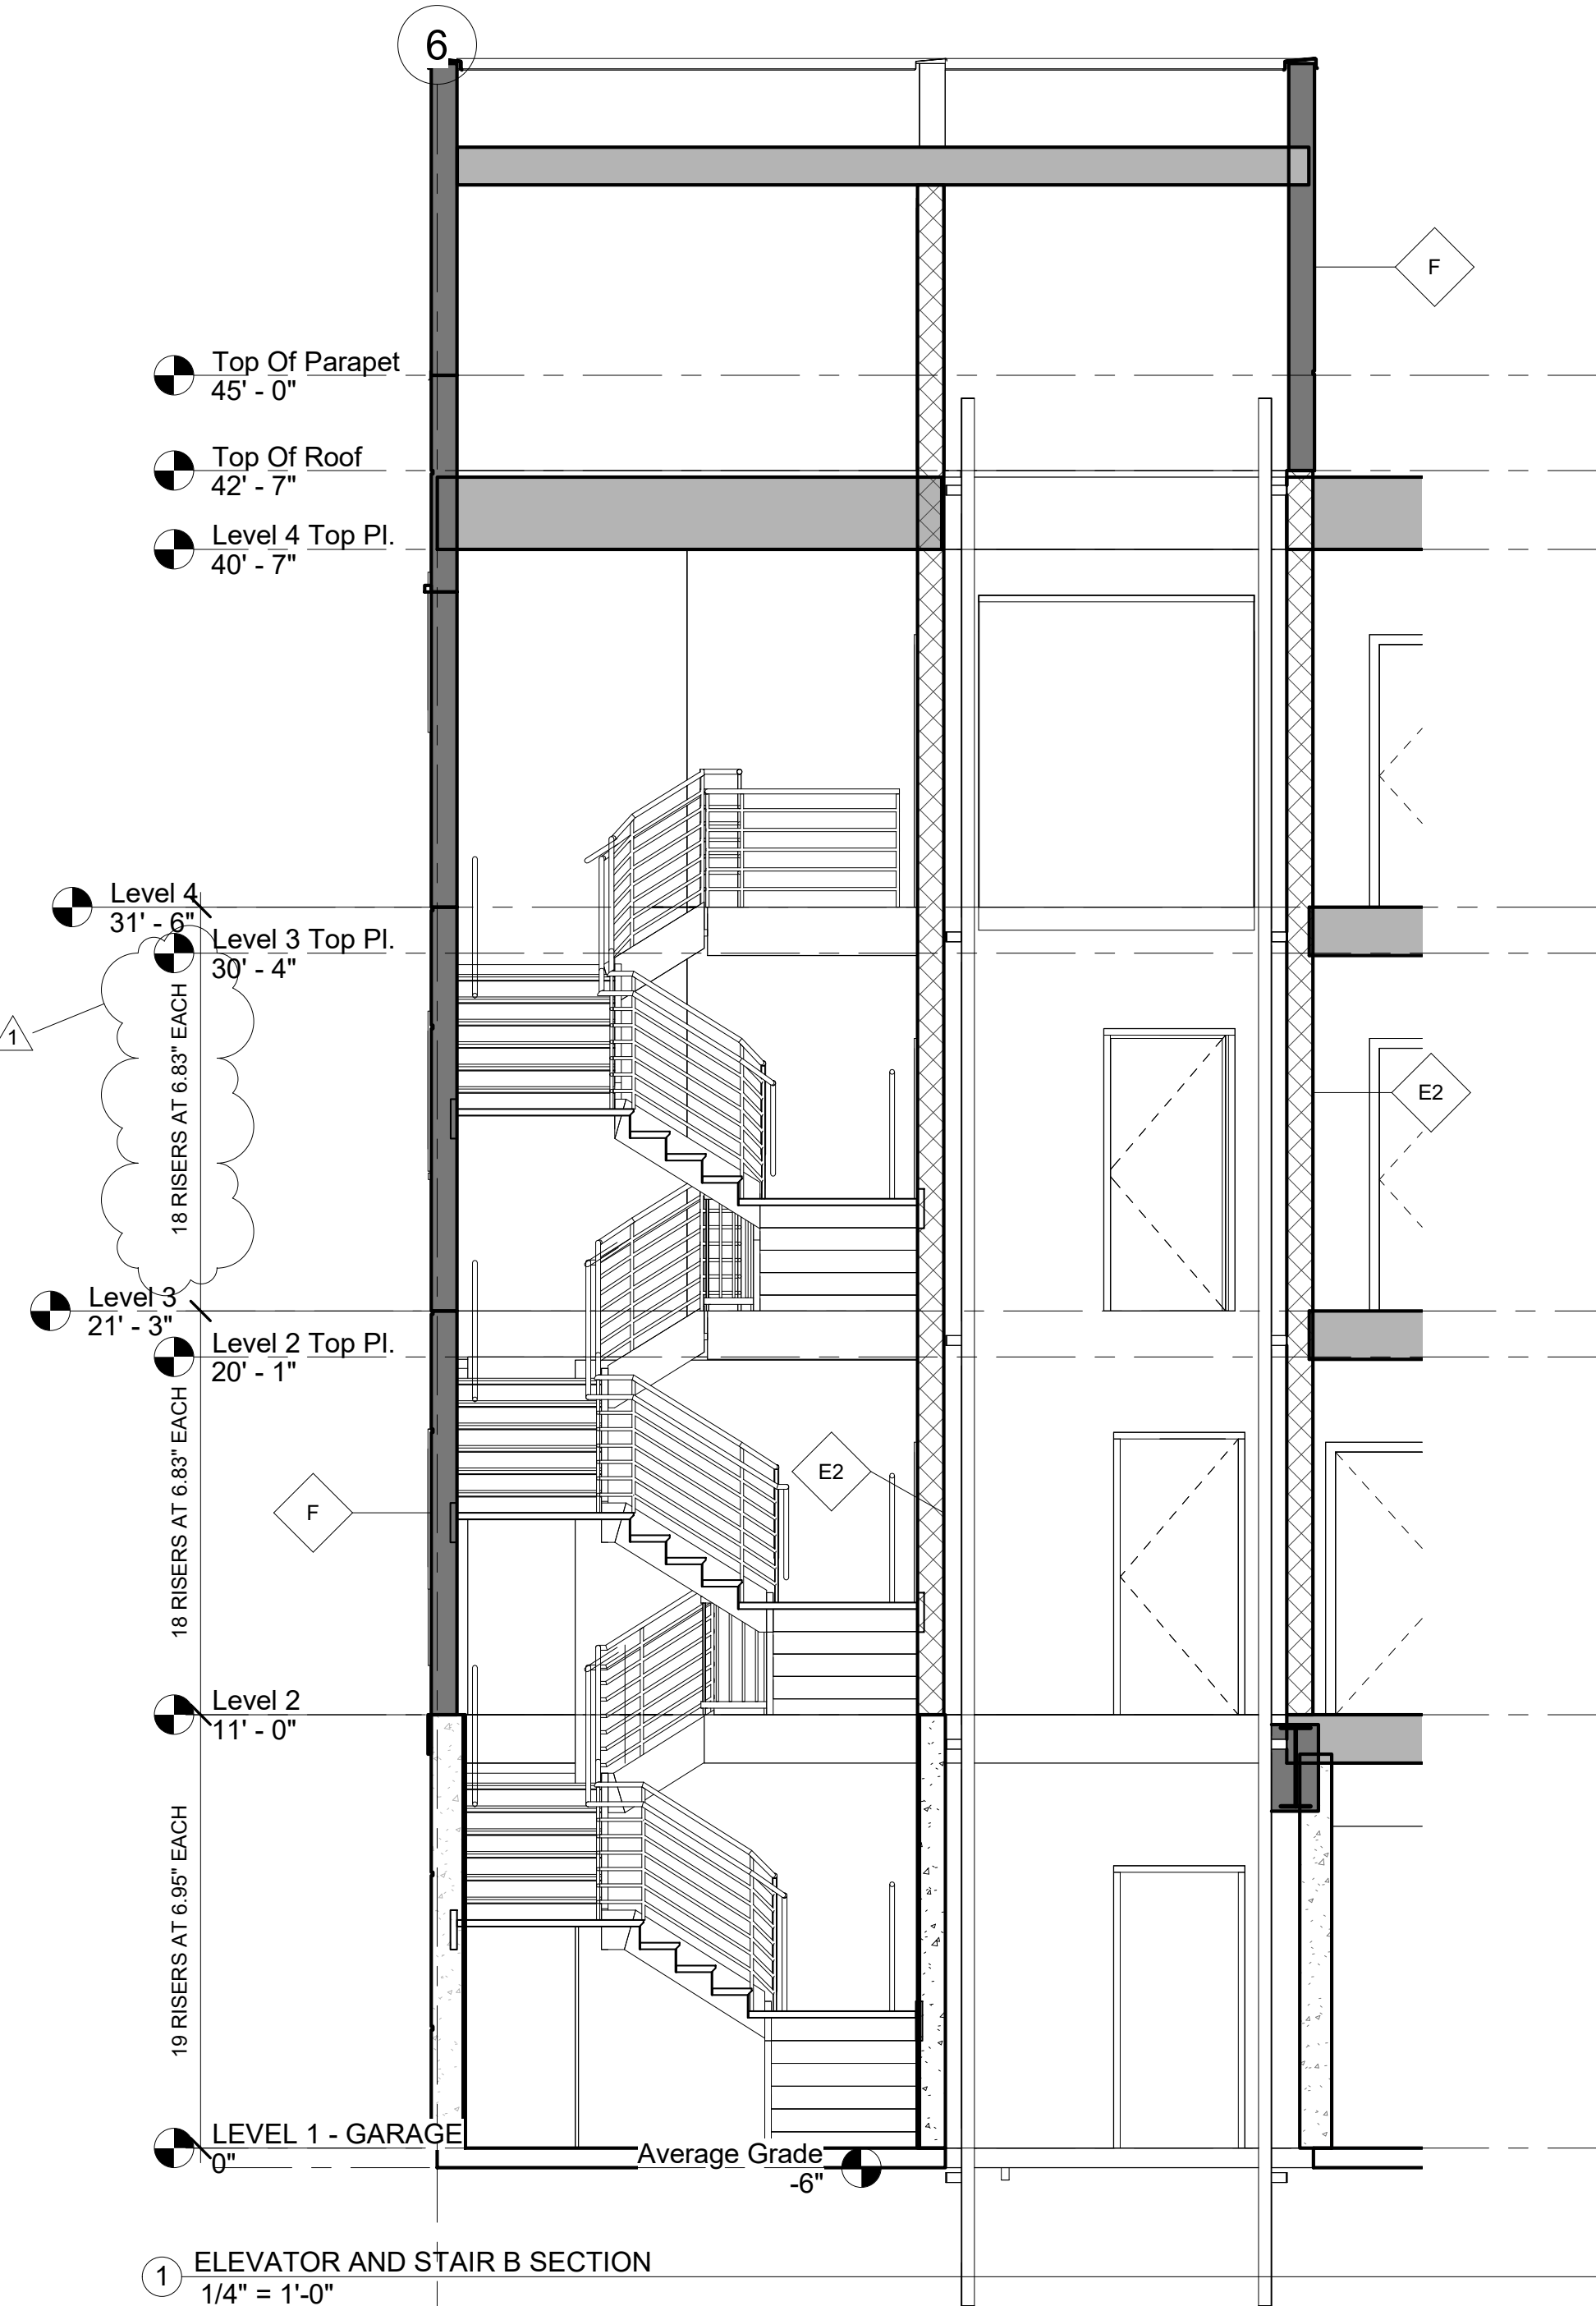 6
F
Top Of Parapet
45' - 0"
Top Of Roof
42' - 7"
Level 4 Top Pl.
40' - 7"
Level 4
31' - 6"
Level 3 Top Pl.
30' - 4"
1
18 RISERS AT 6.83" EACH
E2
Level 3
21' - 3"
Level 2 Top Pl.
20' - 1"
18 RISERS AT 6.83" EACH
E2
F
Level 2
11' - 0"
19 RISERS AT 6.95" EACH
LEVEL 1 - GARAGE
0"
Average Grade
-6"
1
ELEVATOR AND STAIR B SECTION
1/4" = 1'-0"